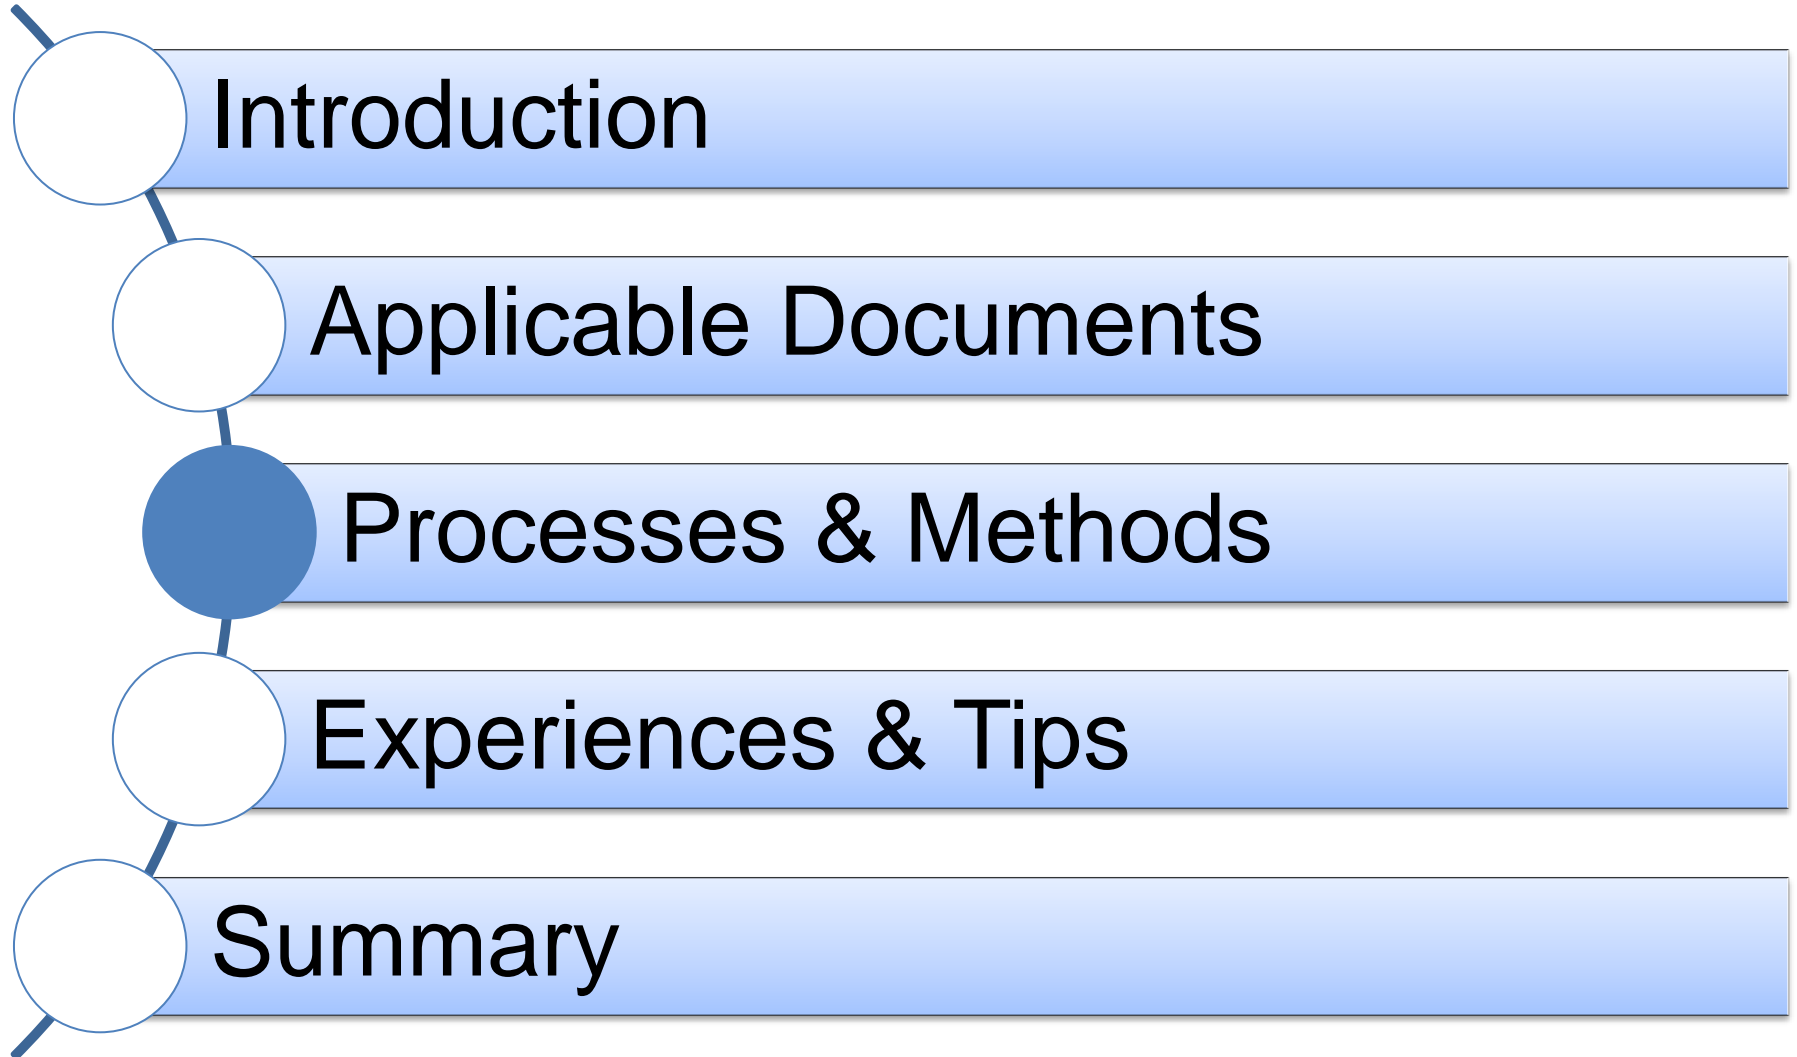 Introduction
Applicable Documents
Processes & Methods
Experiences & Tips
Summary